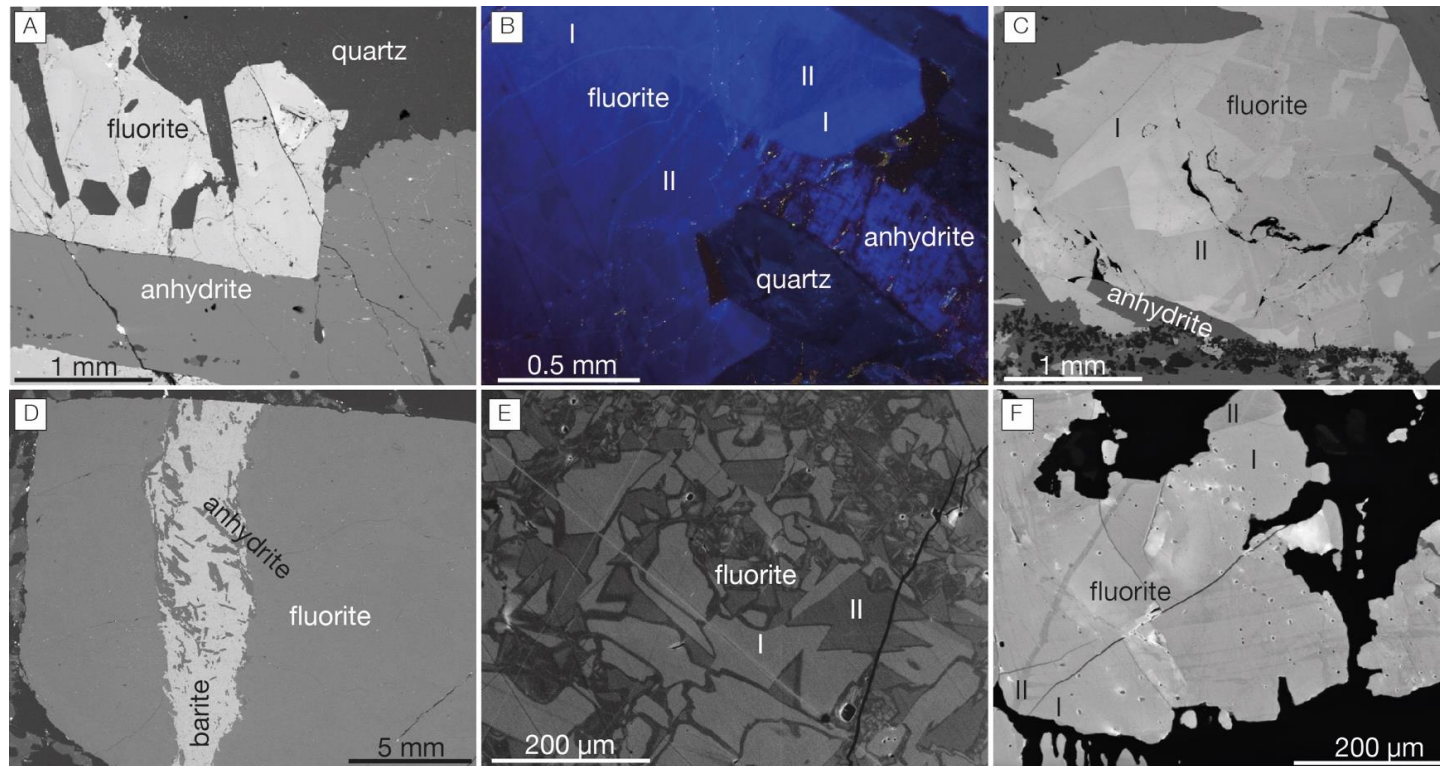 A
quartz
fluorite
anhydrite
1 mm
B
I
II
fluorite
I
II
anhydrite
quartz
0.5 mm
C
fluorite
I
II
anhydrite
1 mm
D
anhydrite
fluorite
barite
5 mm
E
fluorite
II
I
200 µm
F
II
I
fluorite
II
I
200 µm